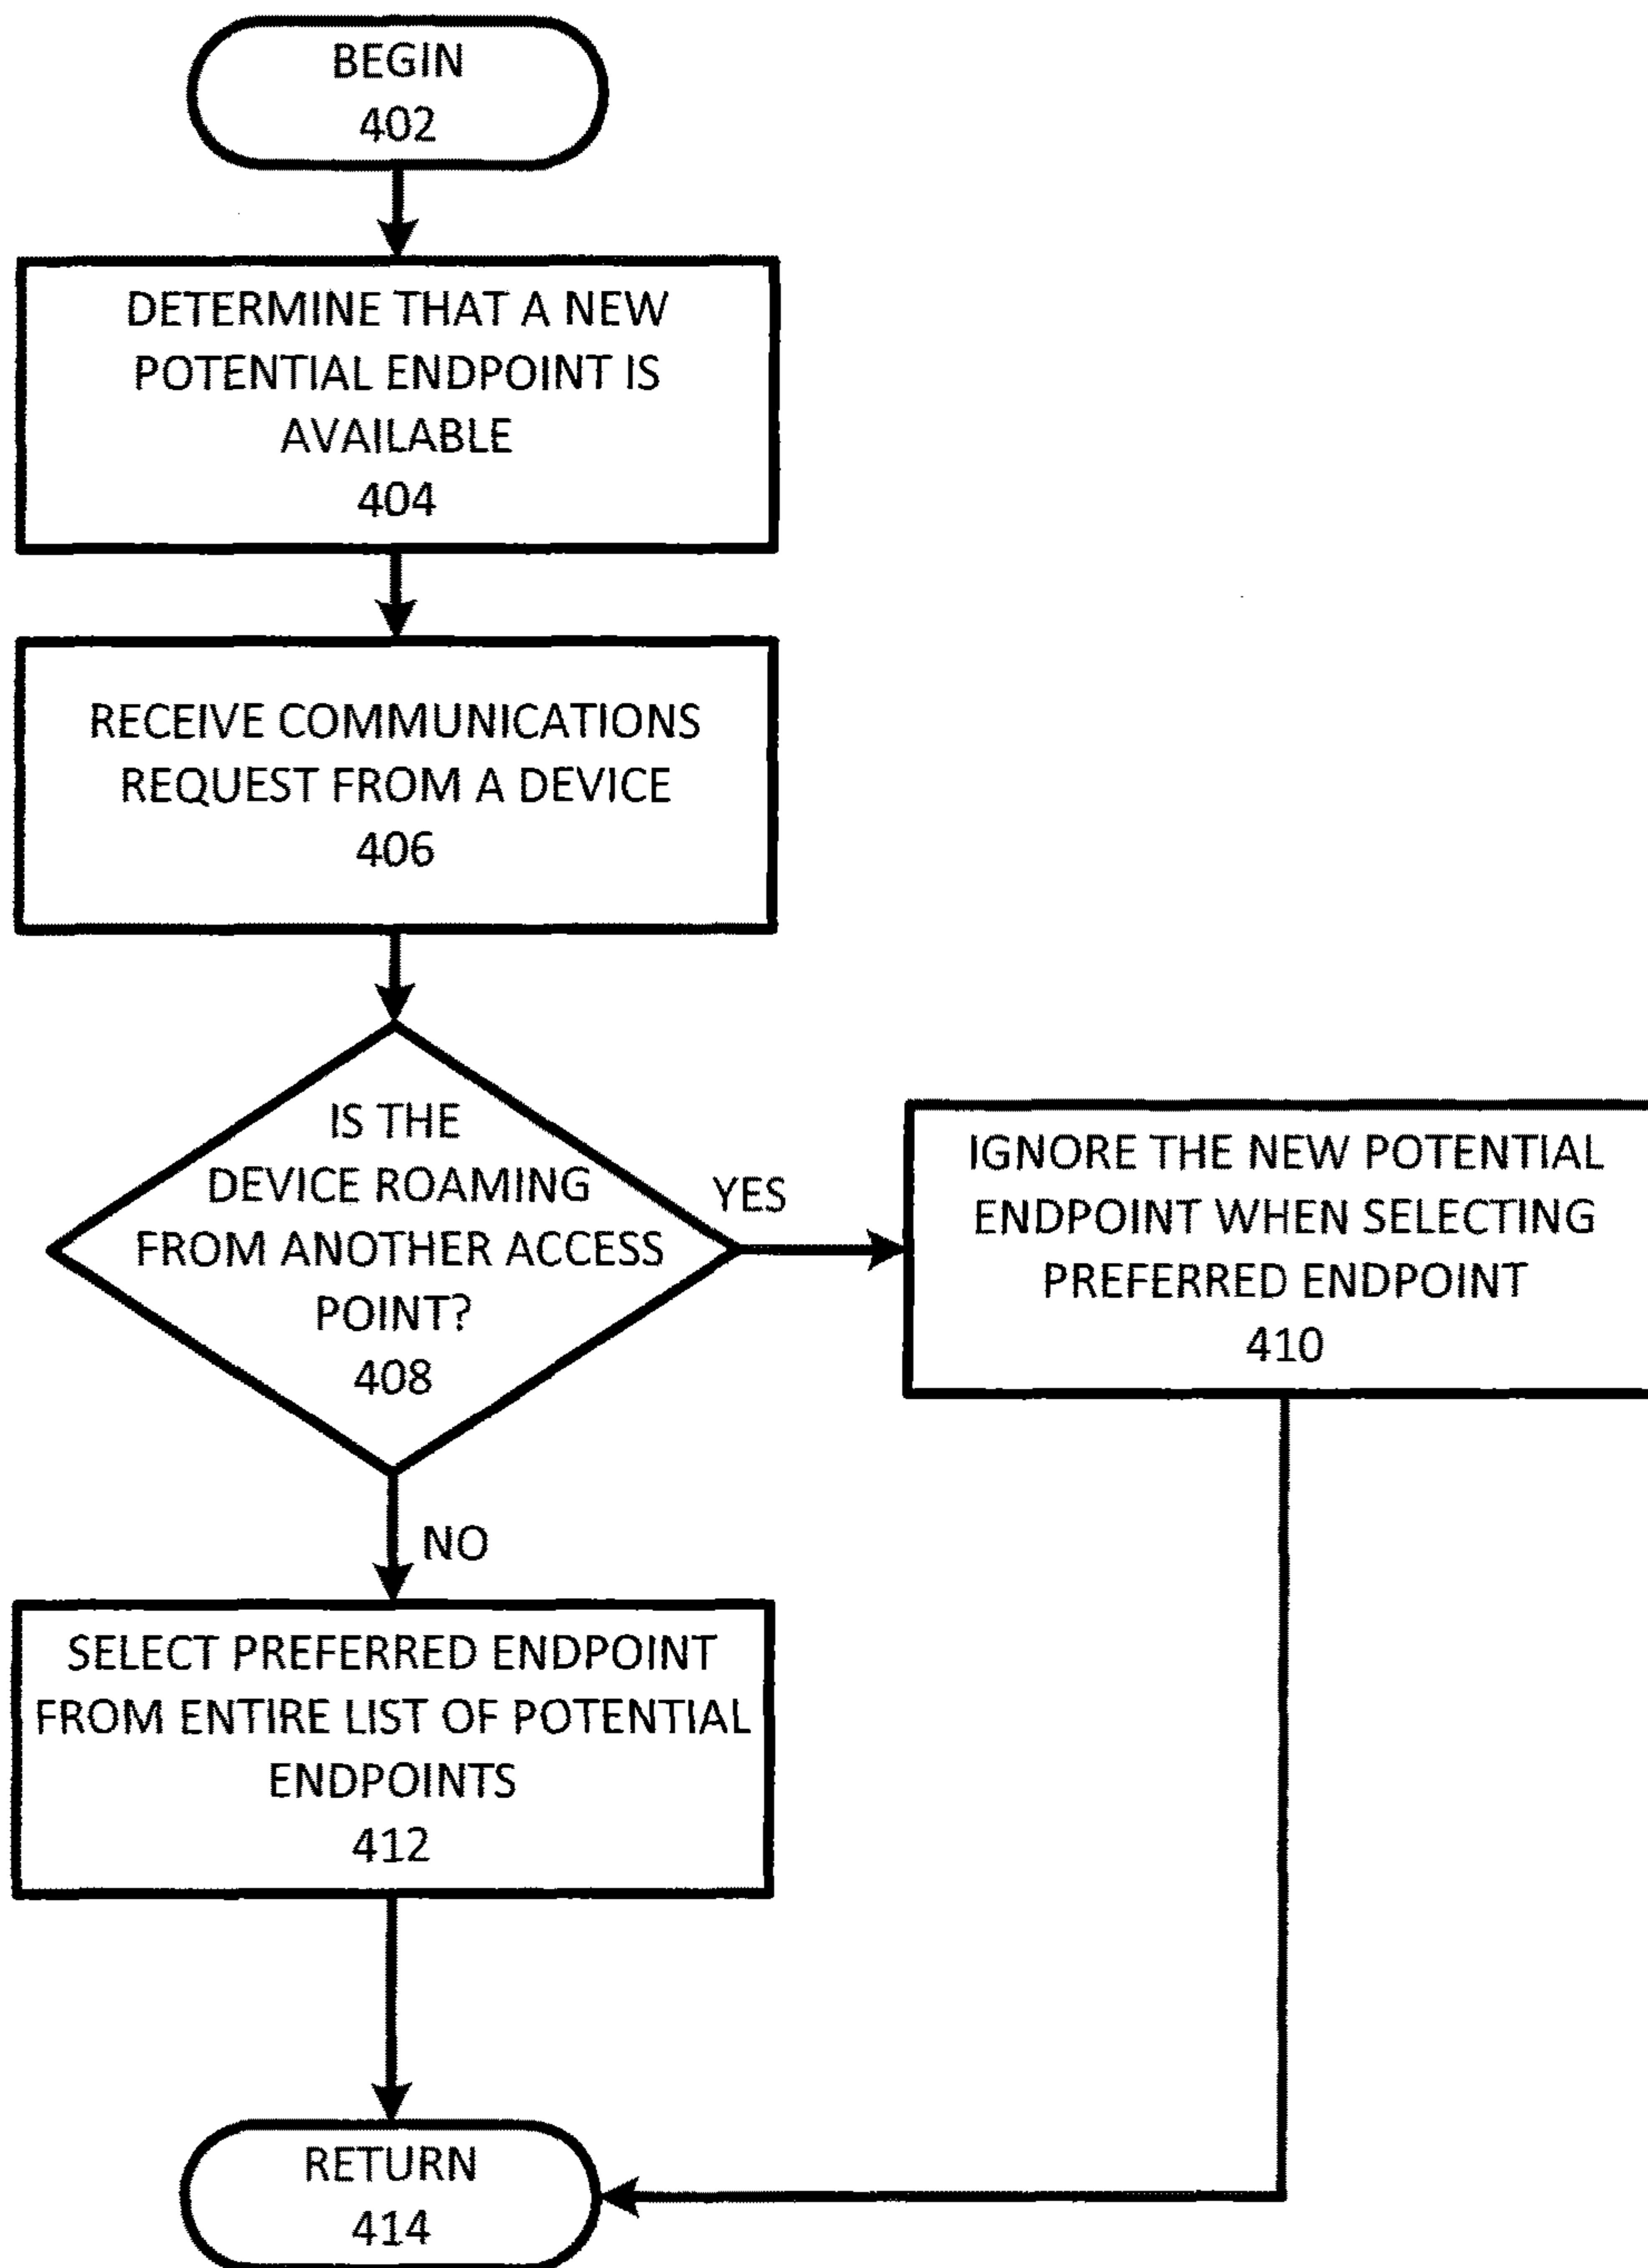 BEGIN
402
DETERMINE THAT A NEW
POTENTIAL ENDPOINT IS
AVAILABLE
404
RECEIVE COMMUNICATIONS
REQUEST FROM A DEVICE
406
IS THE
DEVICE ROAMING
FROM ANOTHER ACCESS
POINT?
408
YES
IGNORE THE NEW POTENTIAL
ENDPOINT WHEN SELECTING
PREFERRED ENDPOINT
410
NO
SELECT PREFERRED ENDPOINT
FROM ENTIRE LIST OF POTENTIAL
ENDPOINTS
412
RETURN
414